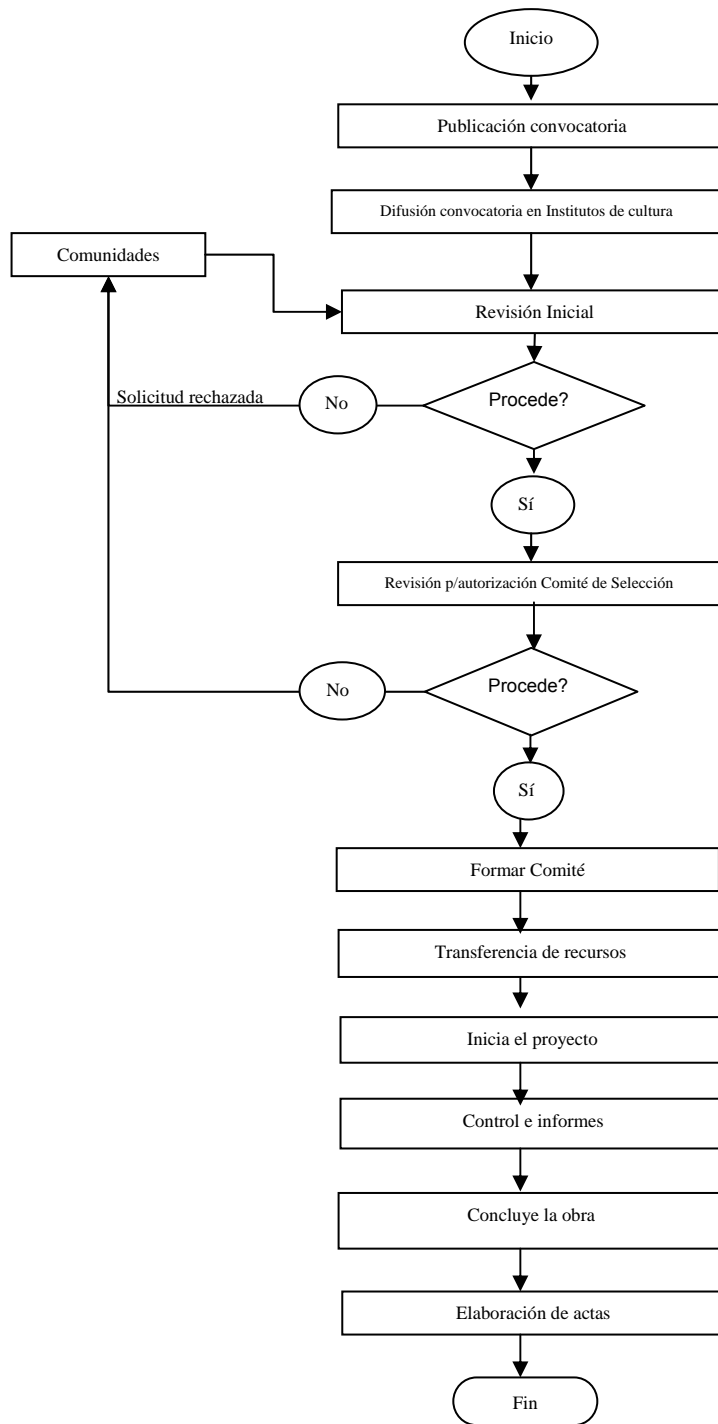 Inicio
Publicación convocatoria
Difusión convocatoria en Institutos de cultura
Comunidades
Revisión Inicial
Procede?
No
Solicitud rechazada
Sí
Revisión p/autorización Comité de Selección
Procede?
No
Sí
Formar Comité
Transferencia de recursos
Inicia el proyecto
Control e informes
Concluye la obra
Elaboración de actas
Fin